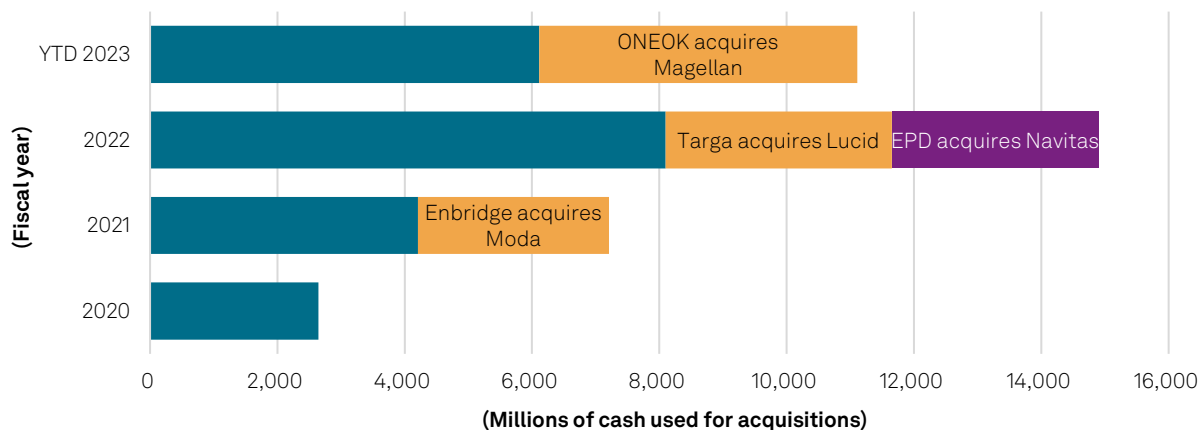 (Fiscal year)
YTD 2023
ONEOK acquires
Magellan
2022
Targa acquires Lucid
EPD acquires Navitas
2021
Enbridge acquires
Moda
2020
0
2,000
4,000
6,000
8,000
10,000
12,000
14,000
16,000
(Millions of cash used for acquisitions)